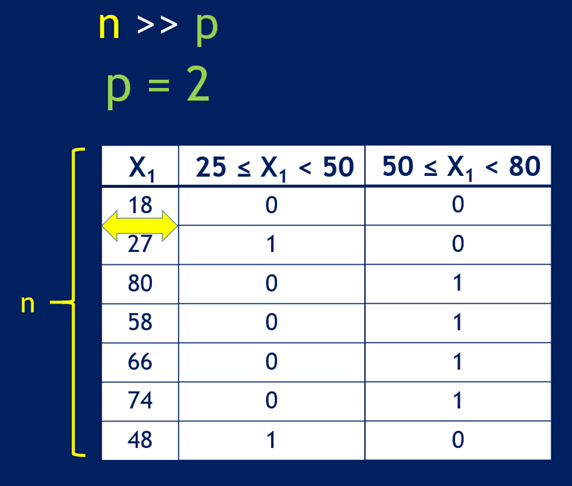 n >> p
p = 2
X₁ 25 ≤ X₁ < 50 50 ≤ X₁ < 80
18 0 0
27 1 0
80 0 1
n
58 0 1
66 0 1
74 0 1
48 1 0